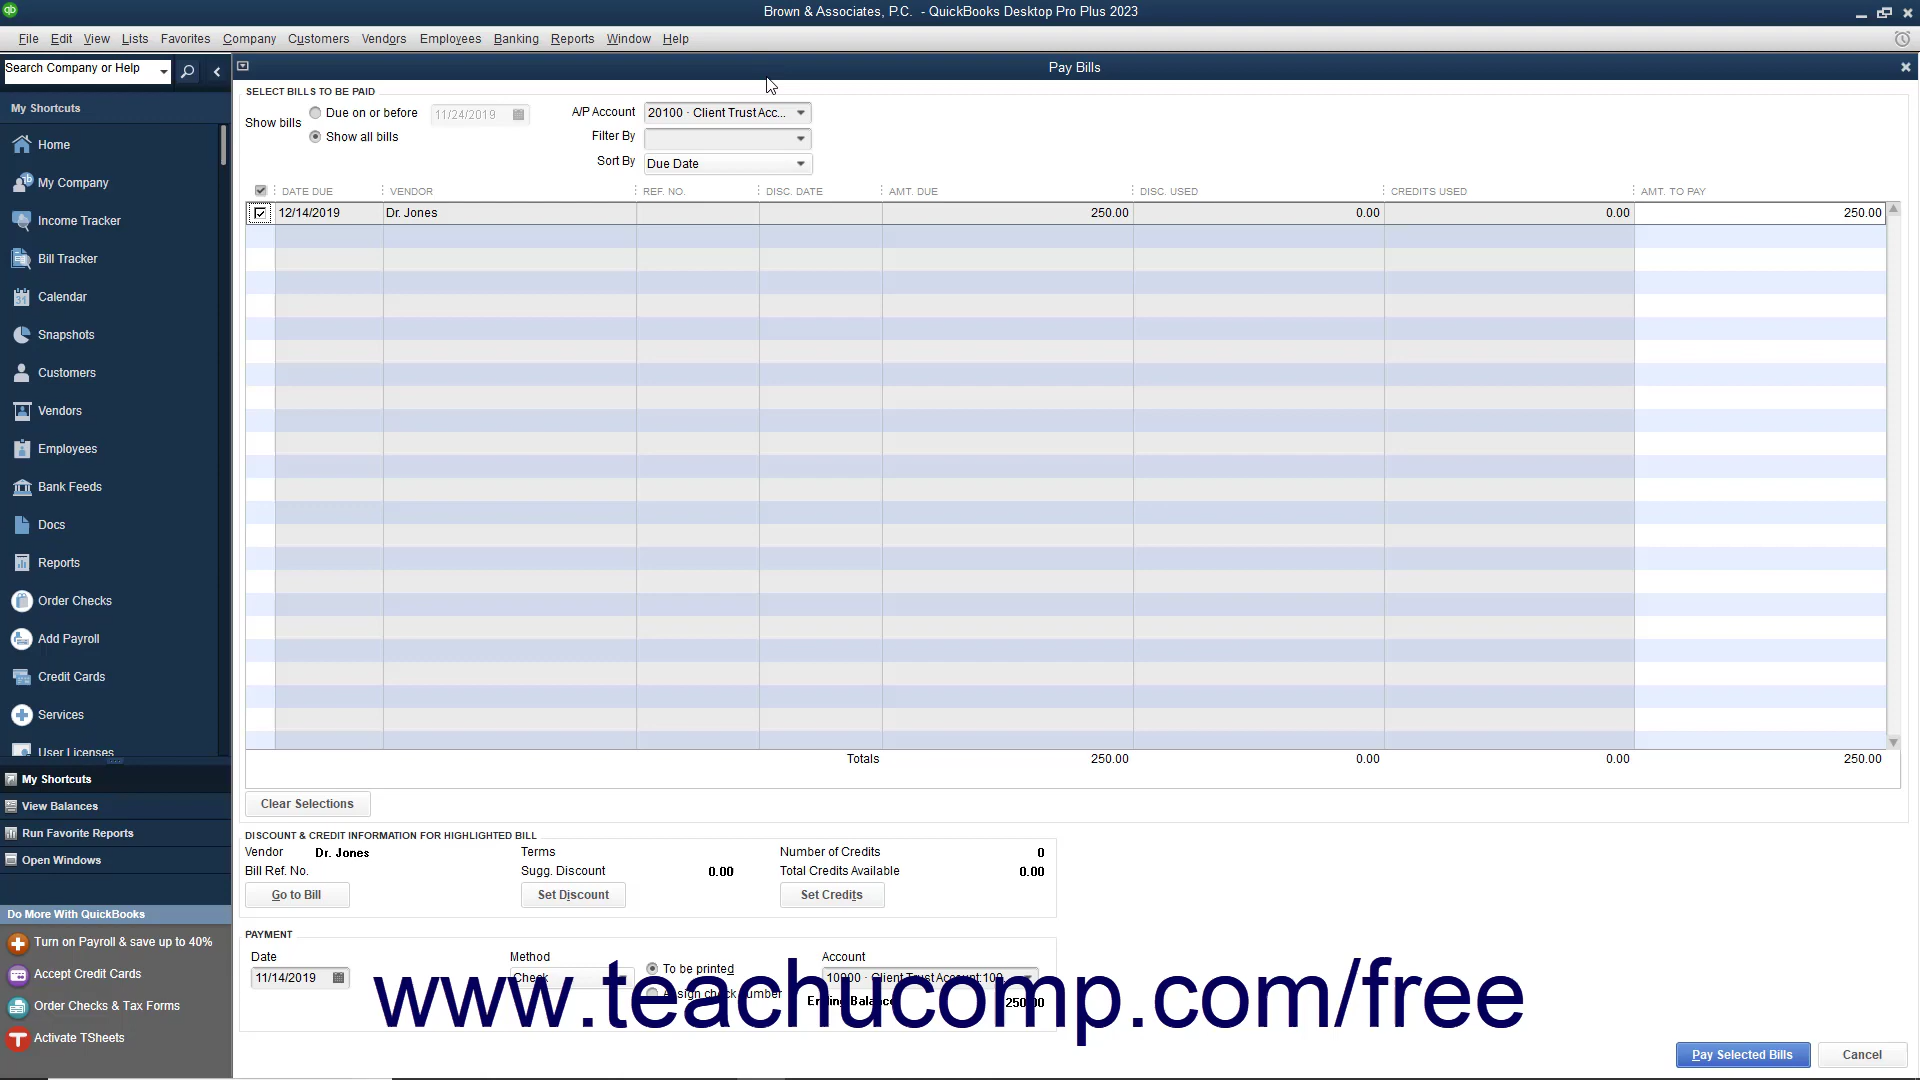 Brown & Associates, P.C. - QuickBooks Desktop Pro Plus 2023
File Edit View Lists Favorites Company Customers Vendors Employees Banking Reports Window Help
Search Company or Help
Pay Bills
My Shortcuts
Home
My Company
Income Tracker
Bill Tracker
Calendar
Snapshots
Customers
Vendors
Employees
Bank Feeds
Docs
Reports
Order Checks
Add Payroll
Credit Cards
Services
User Licenses
My Shortcuts
View Balances
Run Favorite Reports
Open Windows
Do More With QuickBooks
Turn on Payroll & save up to 40%
Accept Credit Cards
Order Checks & Tax Forms
Activate TSheets
SELECT BILLS TO BE PAID
Show bills
Due on or before 11/24/2019
Show all bills
A/P Account 20100 · Client Trust Acc...
Filter By
Sort By Due Date
DATE DUE VENDOR REF. NO. DISC. DATE AMT. DUE DISC. USED CREDITS USED AMT. TO PAY
12/14/2019 Dr. Jones 250.00 0.00 0.00 250.00
Totals 250.00 0.00 0.00 250.00
Clear Selections
DISCOUNT & CREDIT INFORMATION FOR HIGHLIGHTED BILL
Vendor Dr. Jones Terms Number of Credits 0
Bill Ref. No. Sugg. Discount 0.00 Total Credits Available 0.00
Go to Bill Set Discount Set Credits
PAYMENT
Date Method Account
11/14/2019 Check To be printed 10900 · Client Trust Account:100...
Assign check number Ending Balance 250.00
www.teachucomp.com/free
Pay Selected Bills Cancel